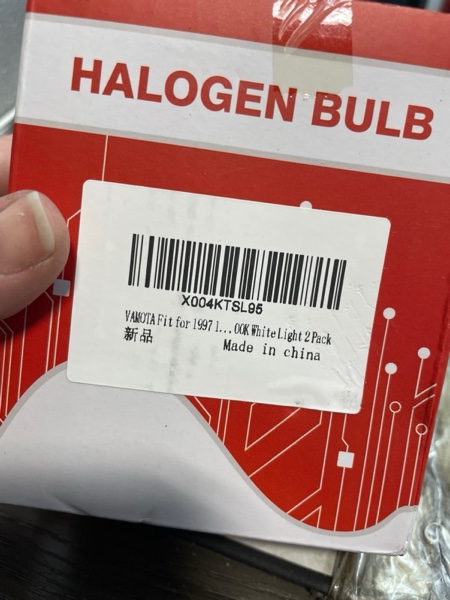 HALOGEN BULB
X004KTSL95
VAMOTA Fit for 1997 1...00K White Light 2 Pack
新品
Made in china